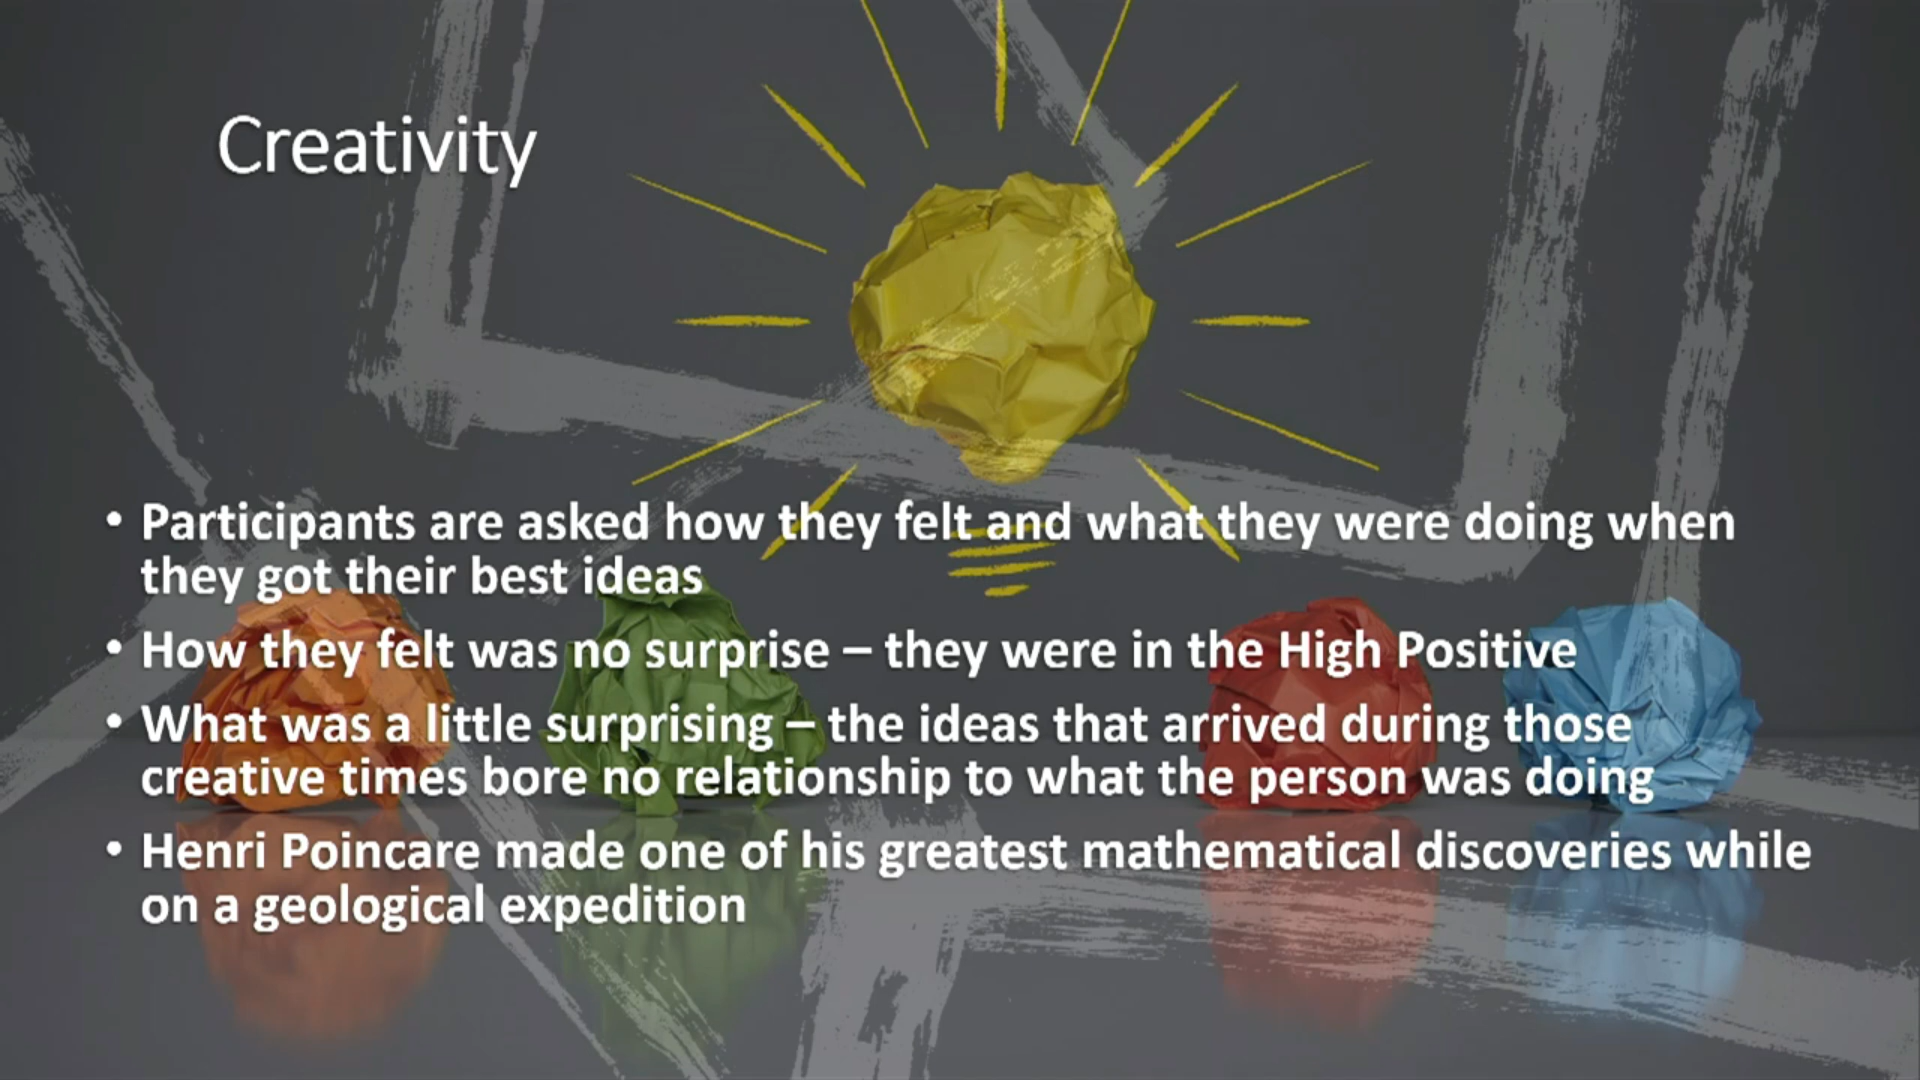 Creativity
• Participants are asked how they felt and what they were doing when
they got their best ideas
• How they felt was no surprise – they were in the High Positive
• What was a little surprising – the ideas that arrived during those
creative times bore no relationship to what the person was doing
• Henri Poincare made one of his greatest mathematical discoveries while
on a geological expedition